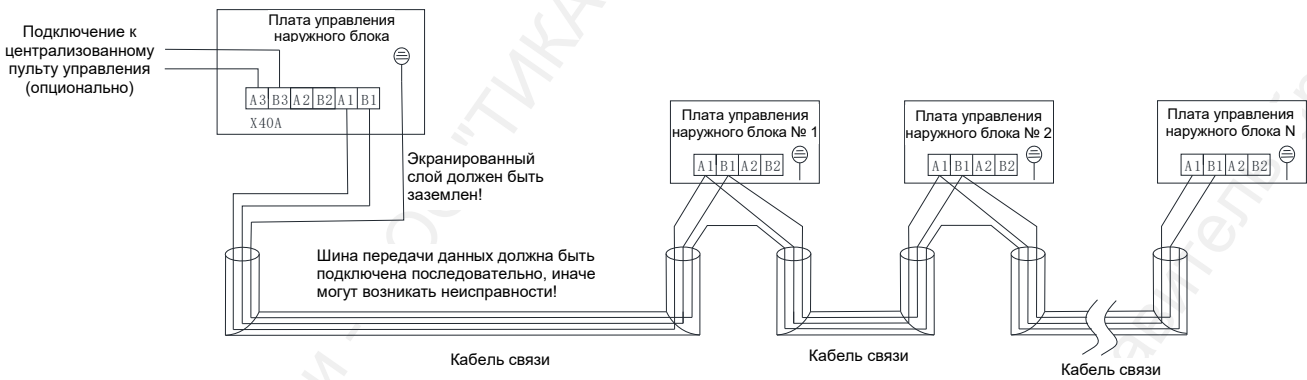 Подключение к
централизованному
пульту управления
(опционально)
Плата управления
наружного блока
A3 B3 A2 B2 A1 B1
X40A
Экранированный
слой должен быть
заземлен!
Шина передачи данных должна быть
подключена последовательно, иначе
могут возникать неисправности!
Плата управления
наружного блока № 1
A1 B1 A2 B2
Плата управления
наружного блока № 2
A1 B1 A2 B2
Плата управления
наружного блока N
A1 B1 A2 B2
Кабель связи
Кабель связи
Кабель связи